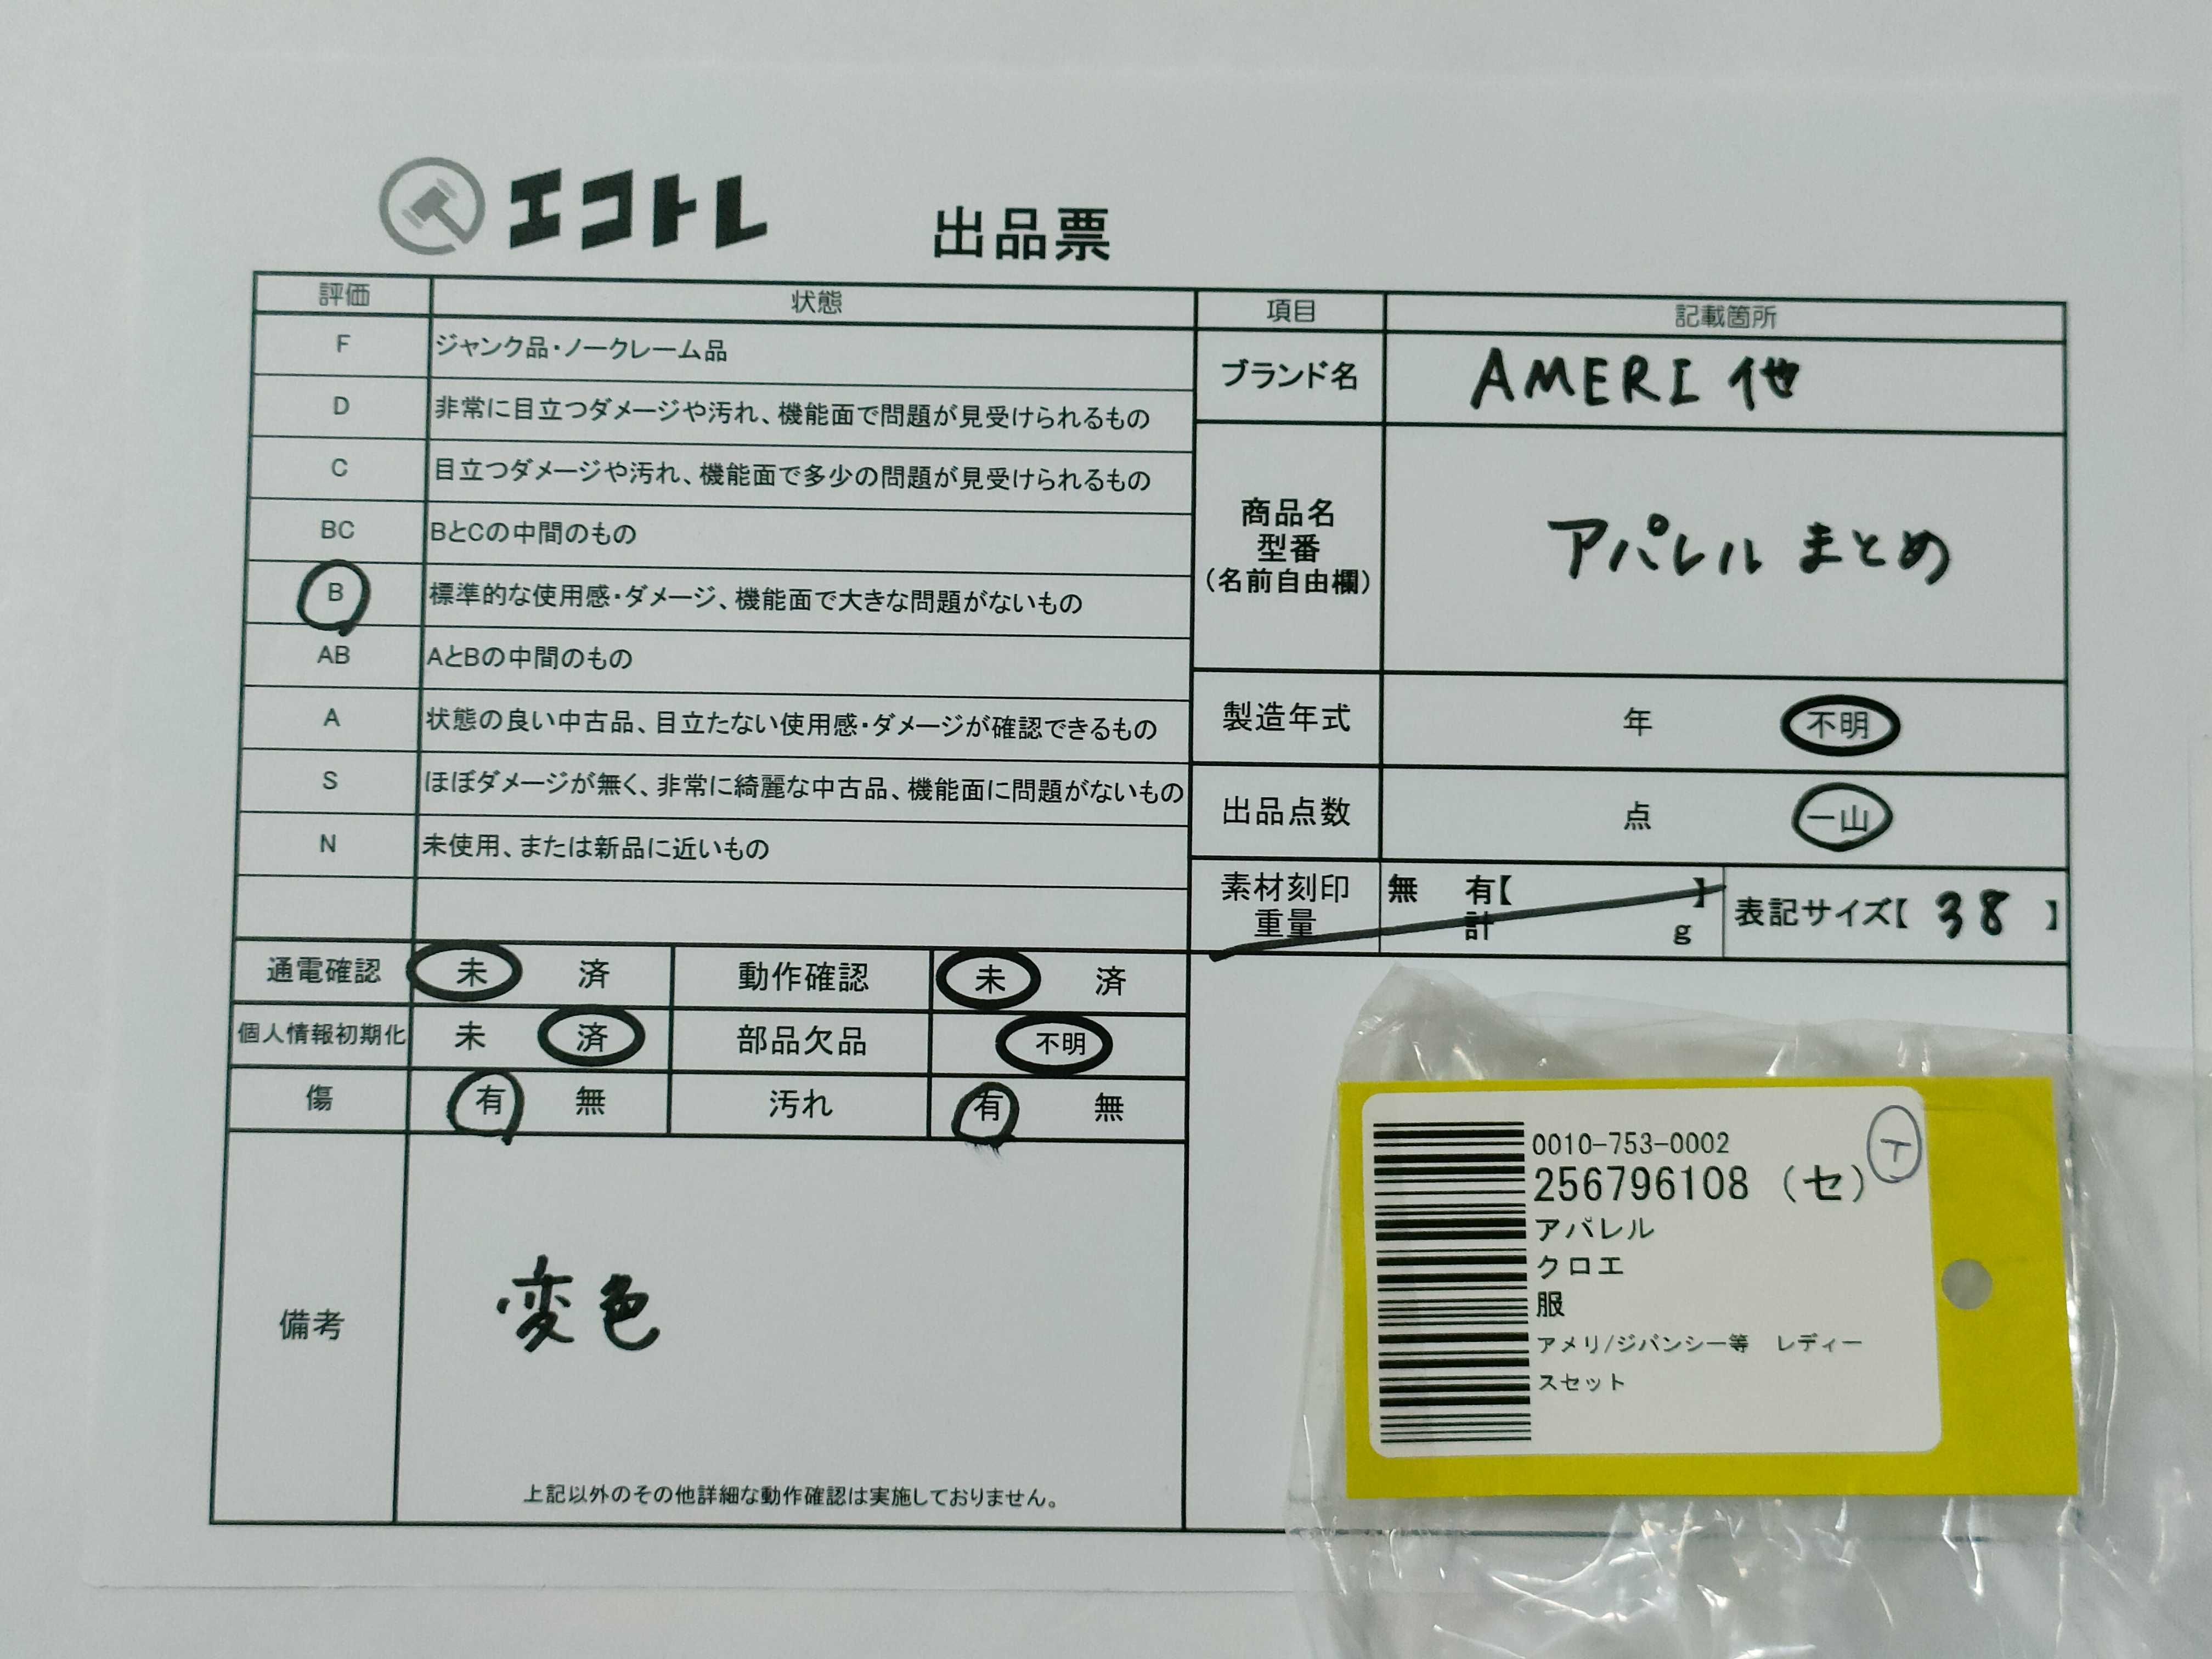 エコトレ 出品票
評価 状態
F ジャンク品・ノークレーム品
D 非常に目立つダメージや汚れ、機能面で問題が見受けられるもの
C 目立つダメージや汚れ、機能面で多少の問題が見受けられるもの
BC BとCの中間のもの
B 標準的な使用感・ダメージ、機能面で大きな問題がないもの
AB AとBの中間のもの
A 状態の良い中古品、目立たない使用感・ダメージが確認できるもの
S ほぼダメージが無く、非常に綺麗な中古品、機能面に問題がないもの
N 未使用、または新品に近いもの
項目 記載箇所
ブランド名 AMERI 他
商品名
型番
(名前自由欄)
アパレル まとめ
製造年式 年 不明
出品点数 点 一山
素材刻印 無 有【 】
重量 計 g
表記サイズ【 38 】
通電確認 未 済 動作確認 未 済
個人情報初期化 未 済 部品欠品 不明
傷 有 無 汚れ 有 無
備考 変色
上記以外のその他詳細な動作確認は実施しておりません。
0010-753-0002
256796108 (セ)
アパレル
クロエ
服
アメリ/ジバンシー等 レディー
スセット